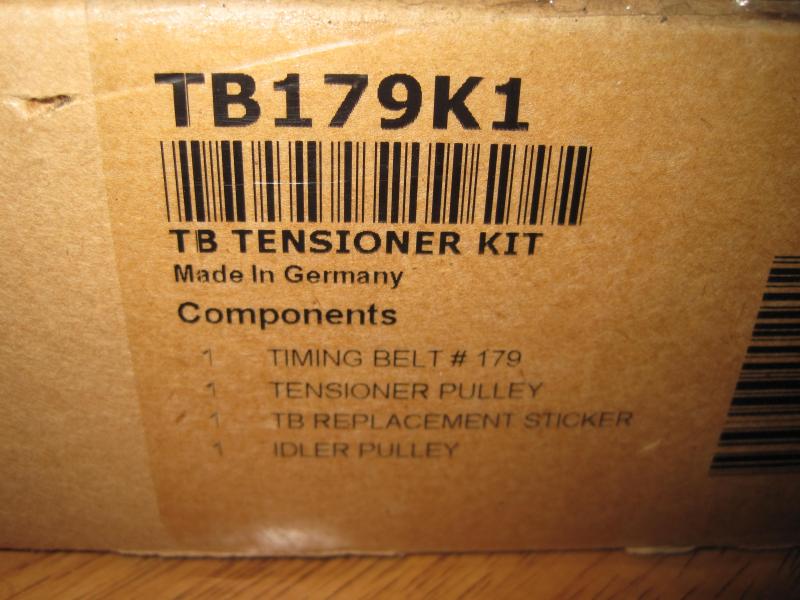 TB179K1
TB TENSIONER KIT
Made In Germany
Components
1 TIMING BELT # 179
1 TENSIONER PULLEY
1 TB REPLACEMENT STICKER
1 IDLER PULLEY